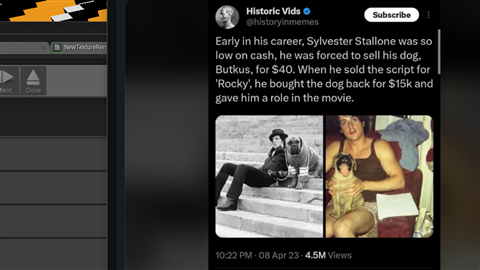 NewTextureRen
Next
Close
Historic Vids
@historyinmemes
Subscribe
Early in his career, Sylvester Stallone was so
low on cash, he was forced to sell his dog,
Butkus, for $40. When he sold the script for
'Rocky', he bought the dog back for $15k and
gave him a role in the movie.
10:22 PM · 08 Apr 23 · 4.5M Views